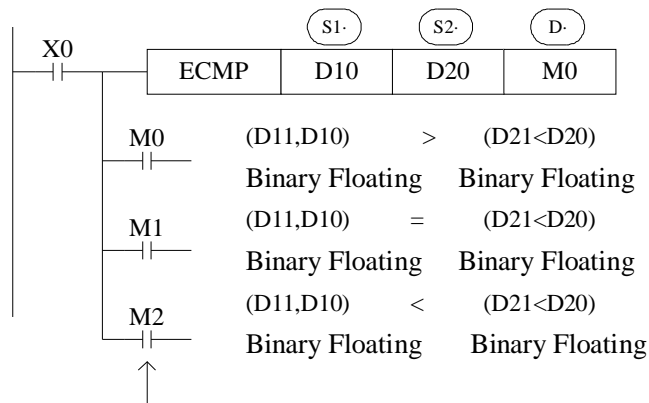 S1· S2· D·
X0
ECMP D10 D20 M0
M0 (D11,D10) > (D21<D20)
Binary Floating Binary Floating
M1 (D11,D10) = (D21<D20)
Binary Floating Binary Floating
M2 (D11,D10) < (D21<D20)
Binary Floating Binary Floating